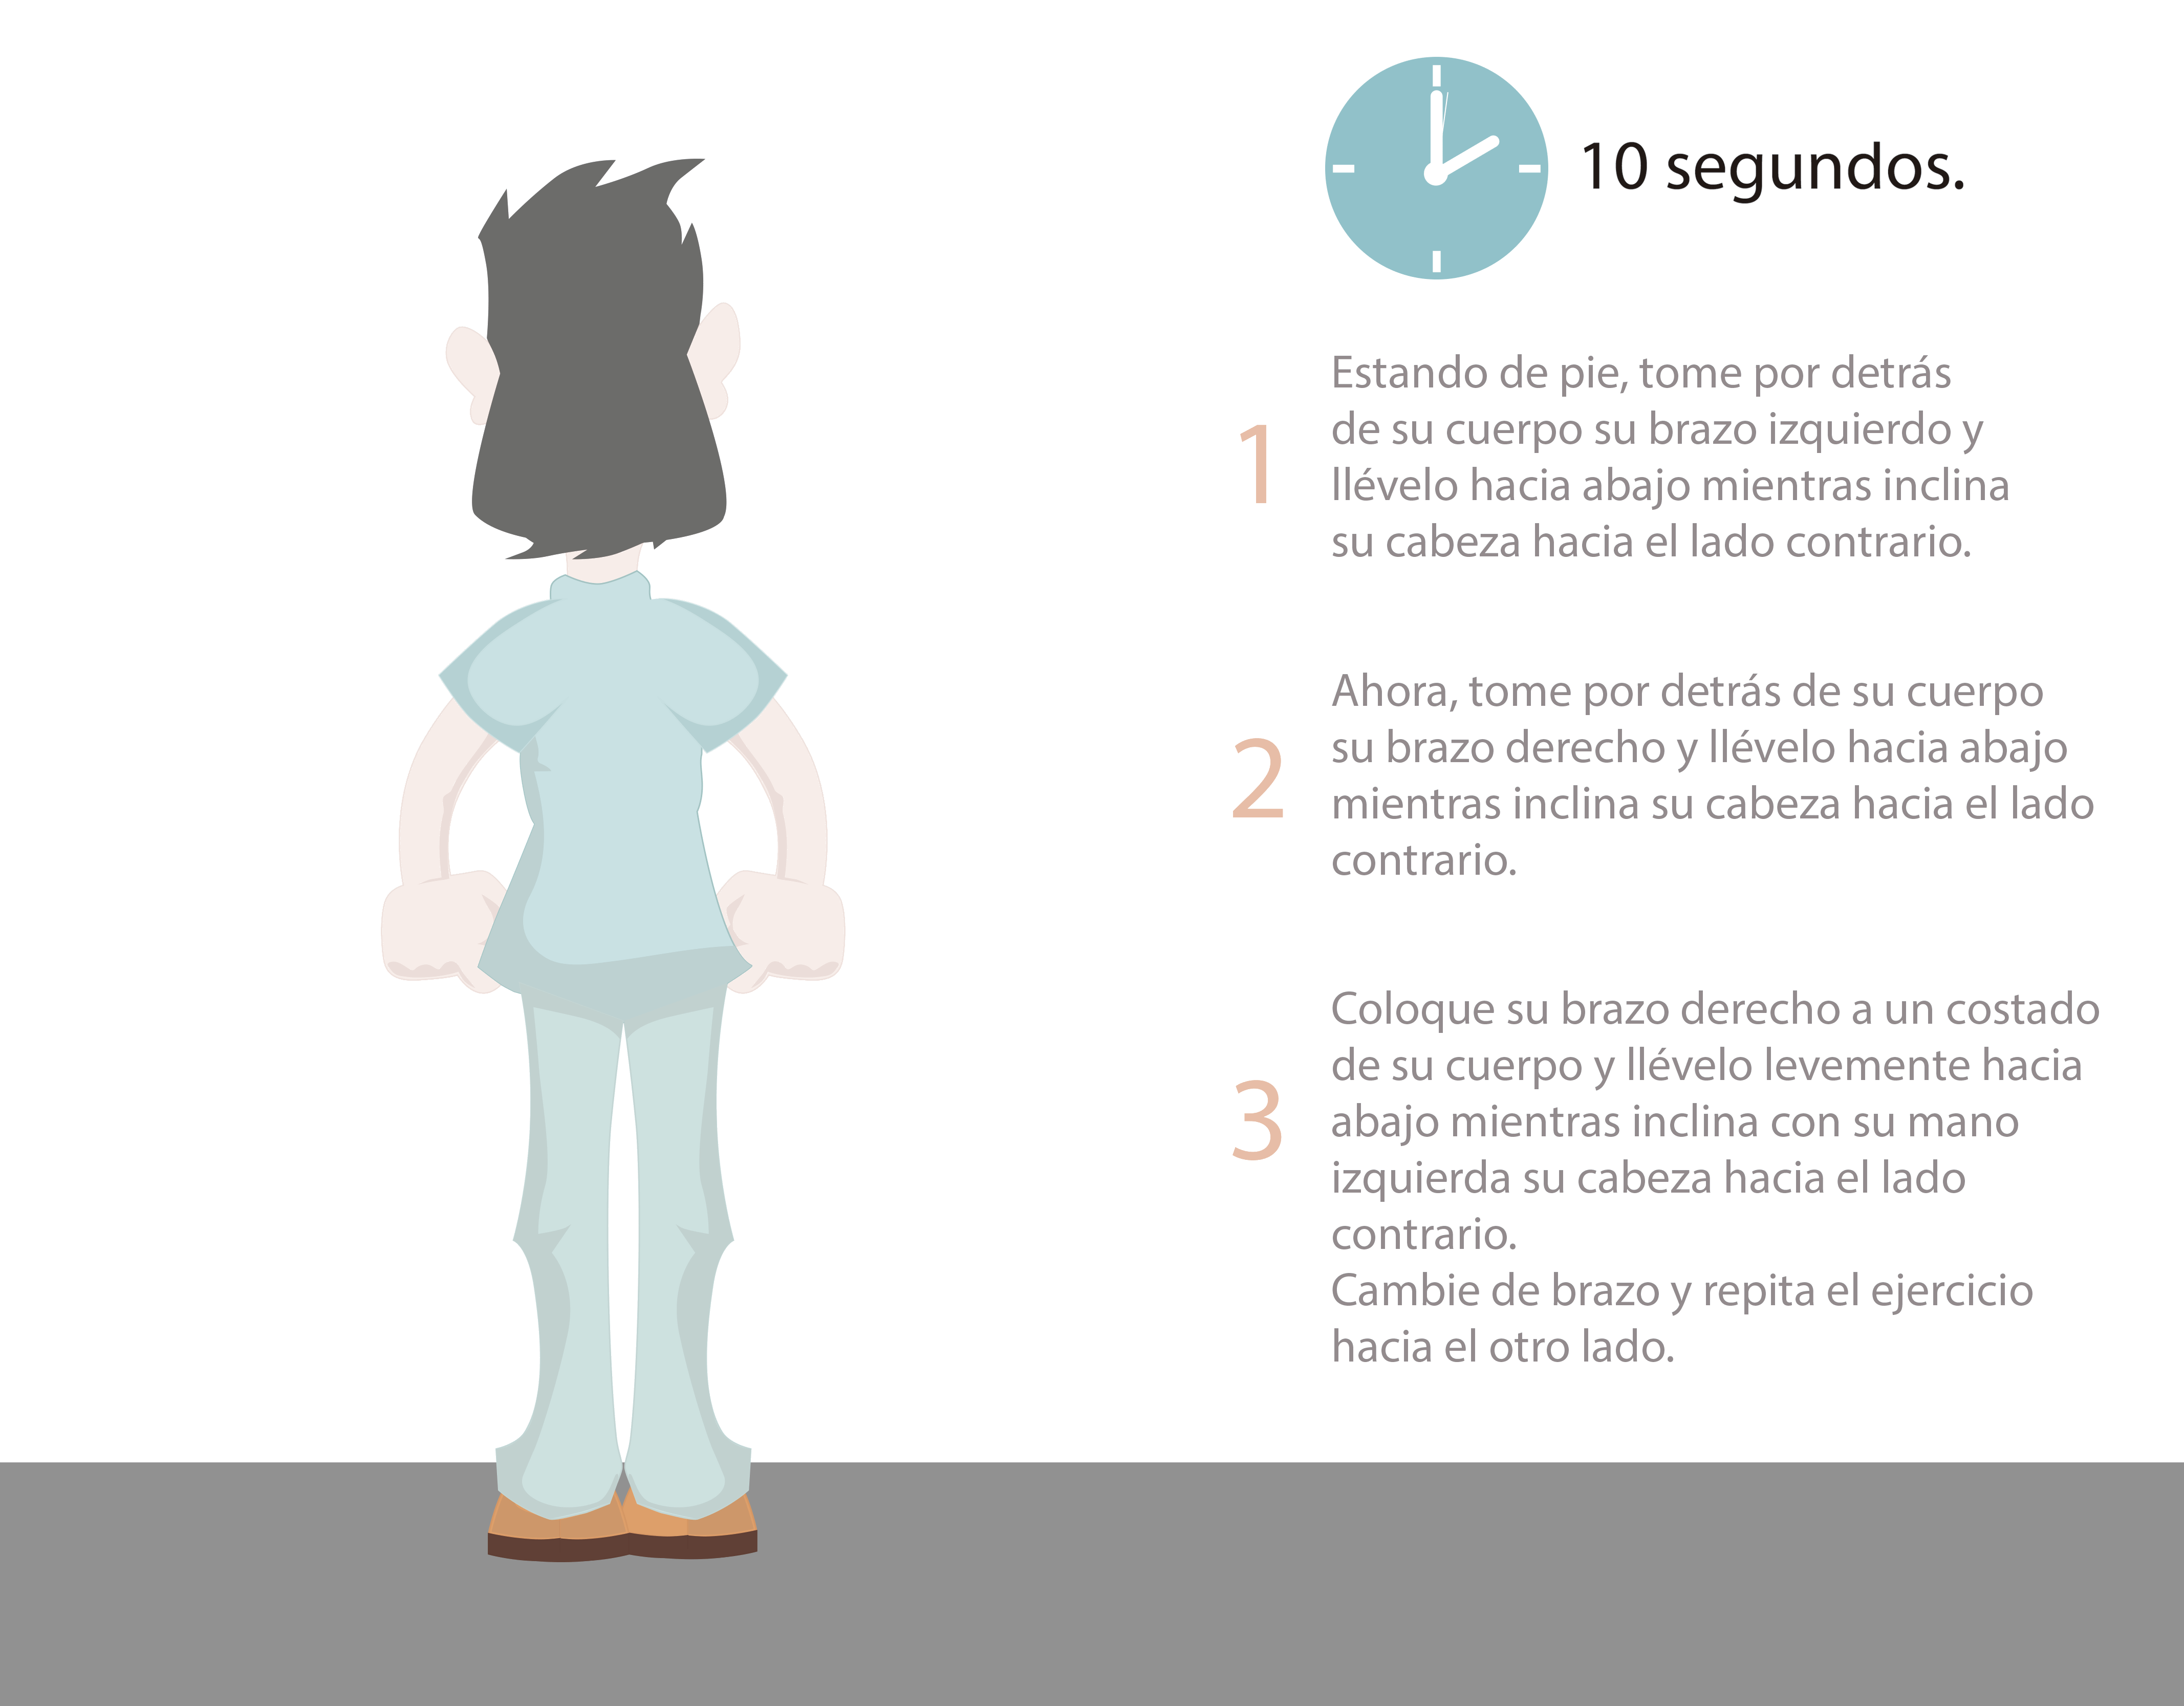 10 segundos.
1
Estando de pie, tome por detrás
de su cuerpo su brazo izquierdo y
llévelo hacia abajo mientras inclina
su cabeza hacia el lado contrario.
2
Ahora, tome por detrás de su cuerpo
su brazo derecho y llévelo hacia abajo
mientras inclina su cabeza hacia el lado
contrario.
3
Coloque su brazo derecho a un costado
de su cuerpo y llévelo levemente hacia
abajo mientras inclina con su mano
izquierda su cabeza hacia el lado
contrario.
Cambie de brazo y repita el ejercicio
hacia el otro lado.